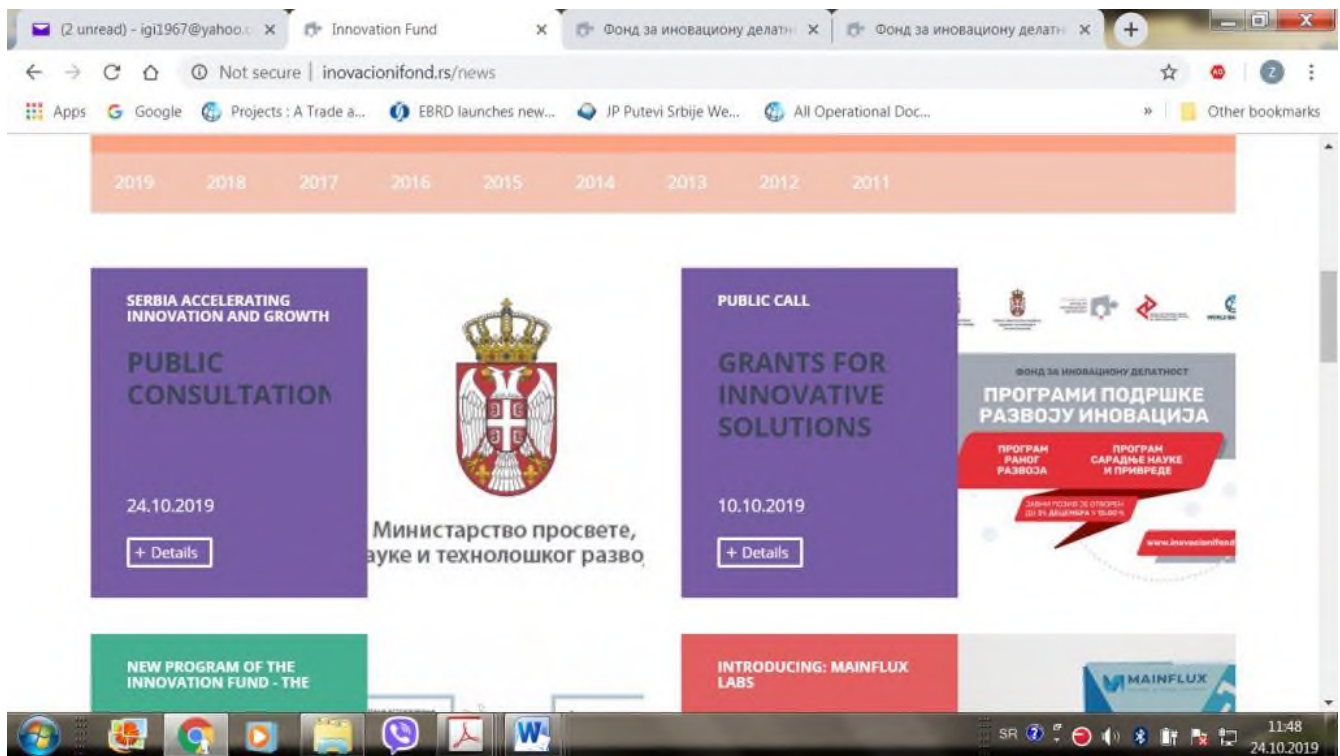 (2 unread) - igi1967@yahoo.c
Innovation Fund
Фонд за иновациону делатн
Фонд за иновациону делатн
Not secure | inovacionifond.rs/news
Apps
Google
Projects : A Trade a...
EBRD launches new...
JP Putevi Srbije We...
All Operational Doc...
»
Other bookmarks
2019 2018 2017 2016 2015 2014 2013 2012 2011
SERBIA ACCELERATING
INNOVATION AND GROWTH
PUBLIC
CONSULTATION
24.10.2019
+ Details
Министарство просвете,
ауке и технолошког разво
PUBLIC CALL
GRANTS FOR
INNOVATIVE
SOLUTIONS
10.10.2019
+ Details
ФОНД ЗА ИНОВАЦИОНУ ДЕЛАТНОСТ
ПРОГРАМИ ПОДРШКЕ
РАЗВОЈУ ИНОВАЦИЈА
ПРОГРАМ
РАНОГ
РАЗВОЈА
ПРОГРАМ
САРАДЊЕ НАУКЕ
И ПРИВРЕДЕ
ЈАВНИ ПОЗИВ ЈЕ ОТВОРЕН
www.inovacionifond
NEW PROGRAM OF THE
INNOVATION FUND - THE
INTRODUCING: MAINFLUX
LABS
MAINFLUX
SR
11:48
24.10.2019